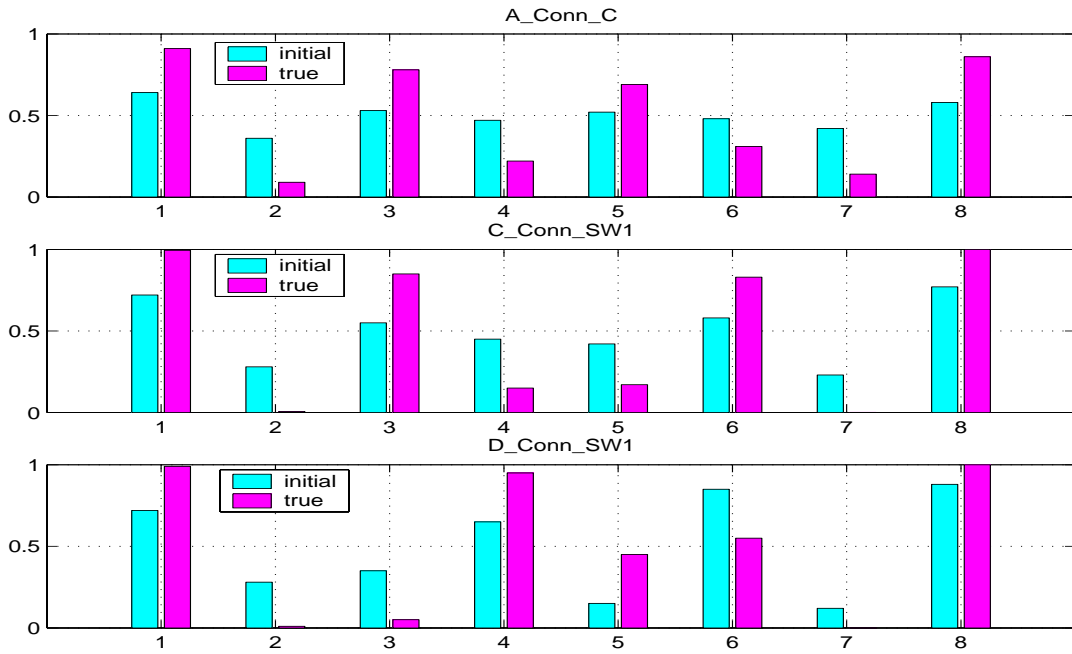 A_Conn_C
1
initial
true
0.5
0
1 2 3 4 5 6 7 8
C_Conn_SW1
1
initial
true
0.5
0
1 2 3 4 5 6 7 8
D_Conn_SW1
1
initial
true
0.5
0
1 2 3 4 5 6 7 8